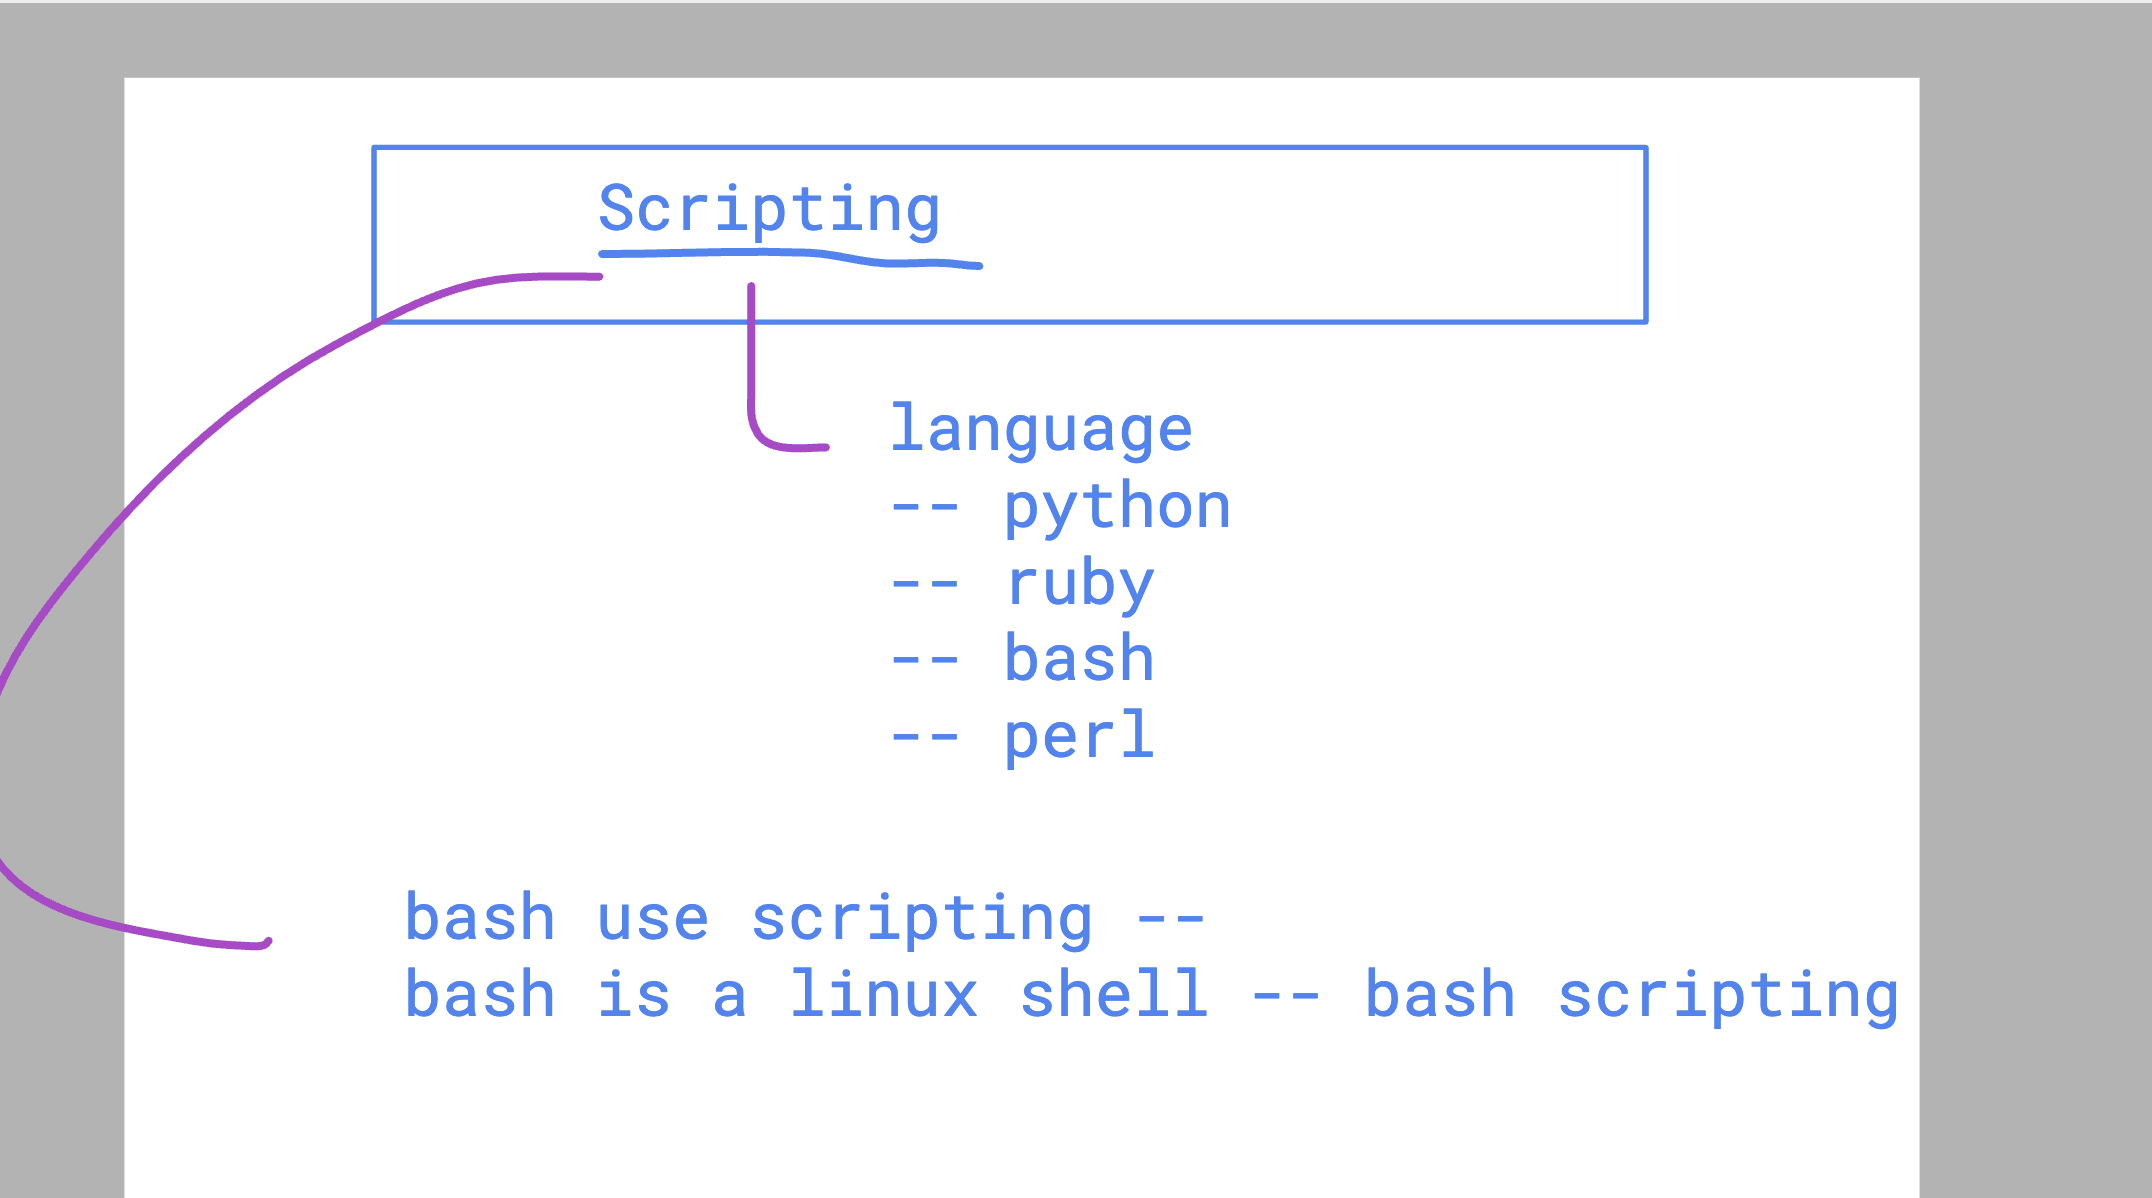 Scripting
language
-- python
-- ruby
-- bash
-- perl
bash use scripting --
bash is a linux shell -- bash scripting